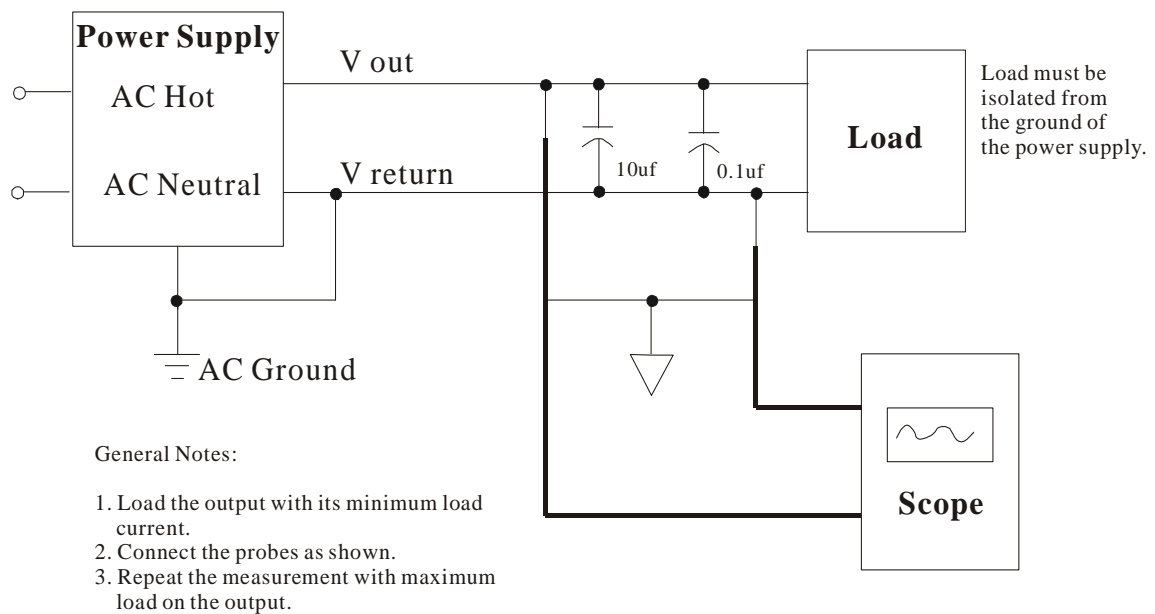 Power Supply
V out
AC Hot
AC Neutral
V return
10uf
0.1uf
Load
Load must be
isolated from
the ground of
the power supply.
AC Ground
Scope
General Notes:
1. Load the output with its minimum load
current.
2. Connect the probes as shown.
3. Repeat the measurement with maximum
load on the output.